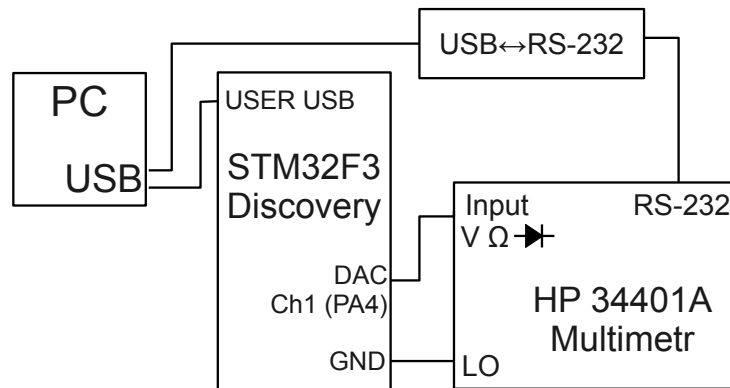 USB↔RS-232
PC
USB
USER USB
STM32F3
Discovery
DAC
Ch1 (PA4)
GND
Input
V Ω
RS-232
HP 34401A
Multimetr
LO